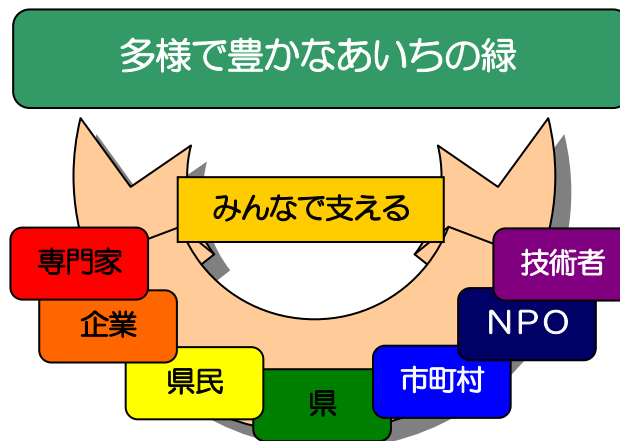 多様で豊かなあいちの緑
みんなで支える
専門家
技術者
企業
NPO
県民
市町村
県